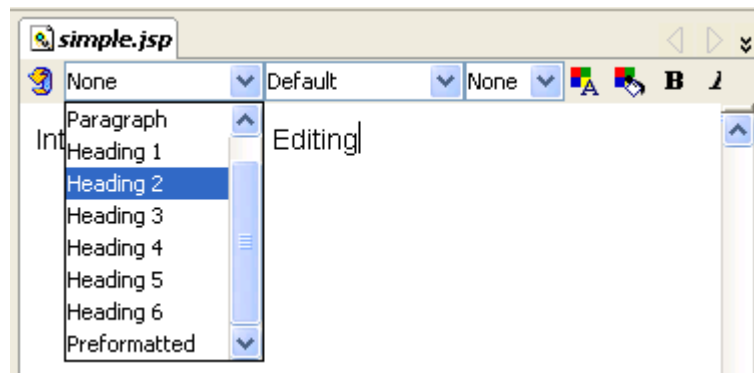 simple.jsp
None Default None A B I
Paragraph
Int Editing
Heading 1
Heading 2
Heading 3
Heading 4
Heading 5
Heading 6
Preformatted